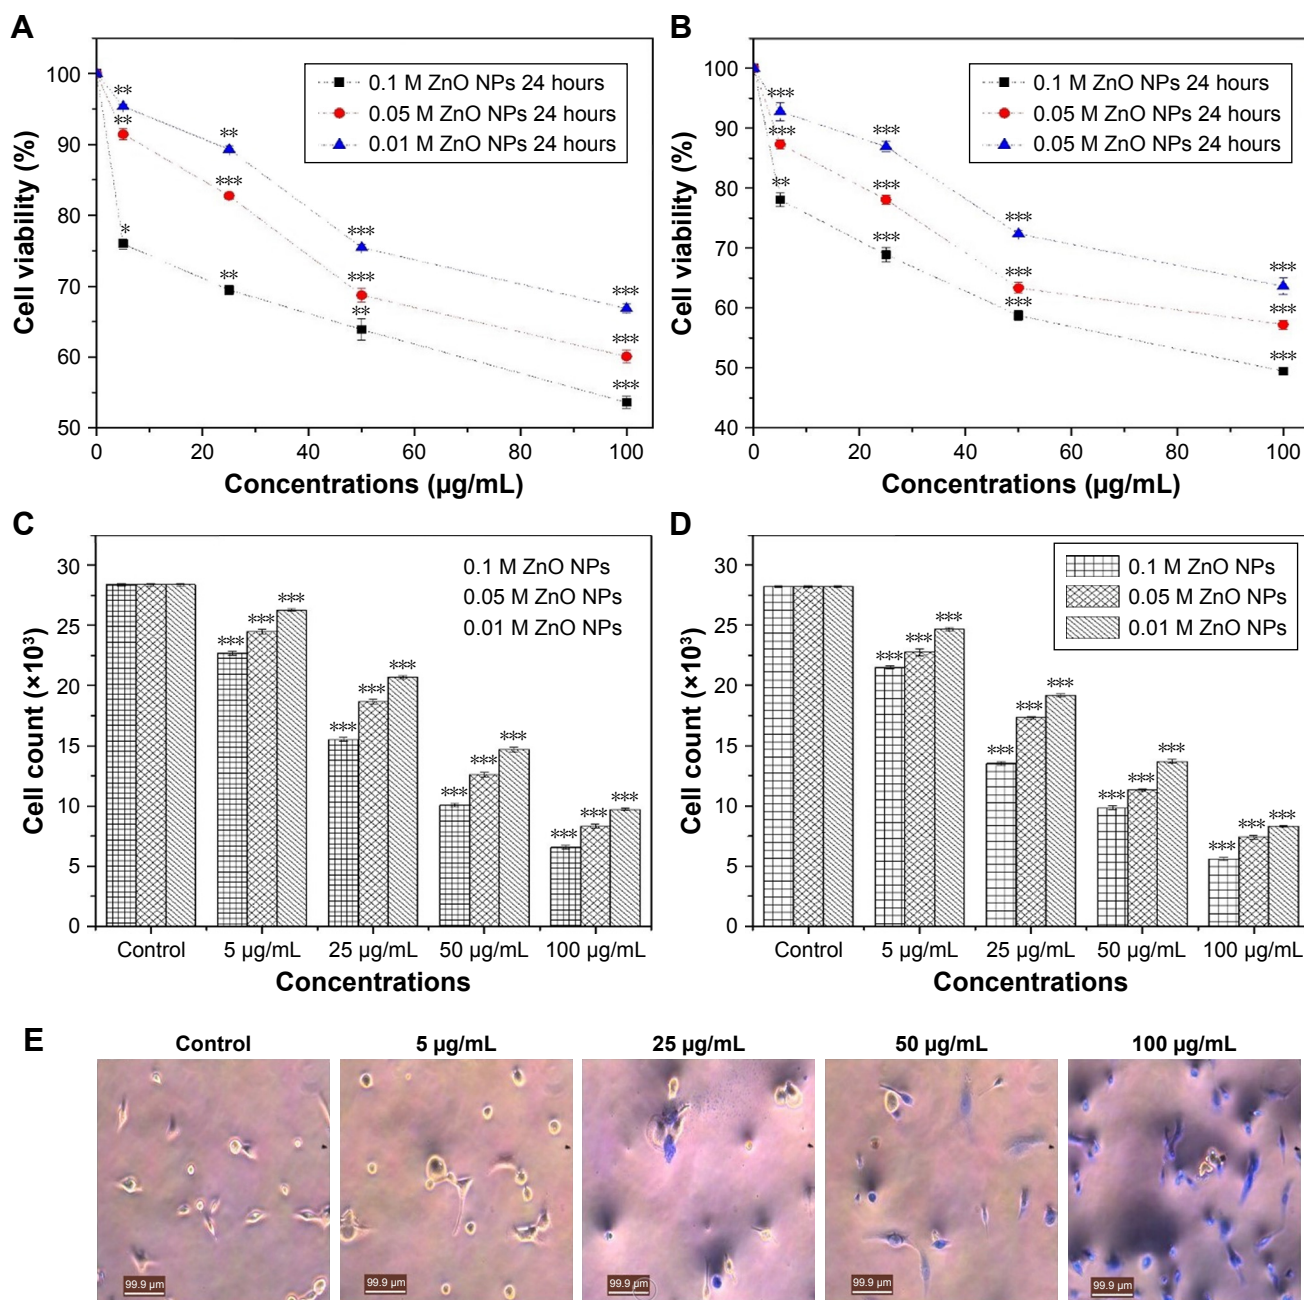 A
B
Cell viability (%)
100
90
80
70
60
50
0
20
40
60
80
100
Concentrations (µg/mL)
0.1 M ZnO NPs 24 hours
0.05 M ZnO NPs 24 hours
0.01 M ZnO NPs 24 hours
**
**
*
**
***
**
***
***
**
***
***
***
Cell viability (%)
100
90
80
70
60
50
40
0
20
40
60
80
100
Concentrations (µg/mL)
0.1 M ZnO NPs 24 hours
0.05 M ZnO NPs 24 hours
0.05 M ZnO NPs 24 hours
***
***
**
***
***
***
***
***
***
***
***
***
C
D
Cell count (×10³)
30
25
20
15
10
5
0
0.1 M ZnO NPs
0.05 M ZnO NPs
0.01 M ZnO NPs
***
***
***
***
***
***
***
***
***
***
***
***
Control
5 µg/mL
25 µg/mL
50 µg/mL
100 µg/mL
Concentrations
Cell count (×10³)
30
25
20
15
10
5
0
0.1 M ZnO NPs
0.05 M ZnO NPs
0.01 M ZnO NPs
***
***
***
***
***
***
***
***
***
***
***
***
Control
5 µg/mL
25 µg/mL
50 µg/mL
100 µg/mL
Concentrations
E
Control
5 µg/mL
25 µg/mL
50 µg/mL
100 µg/mL
99.9 µm
99.9 µm
99.9 µm
99.9 µm
99.9 µm